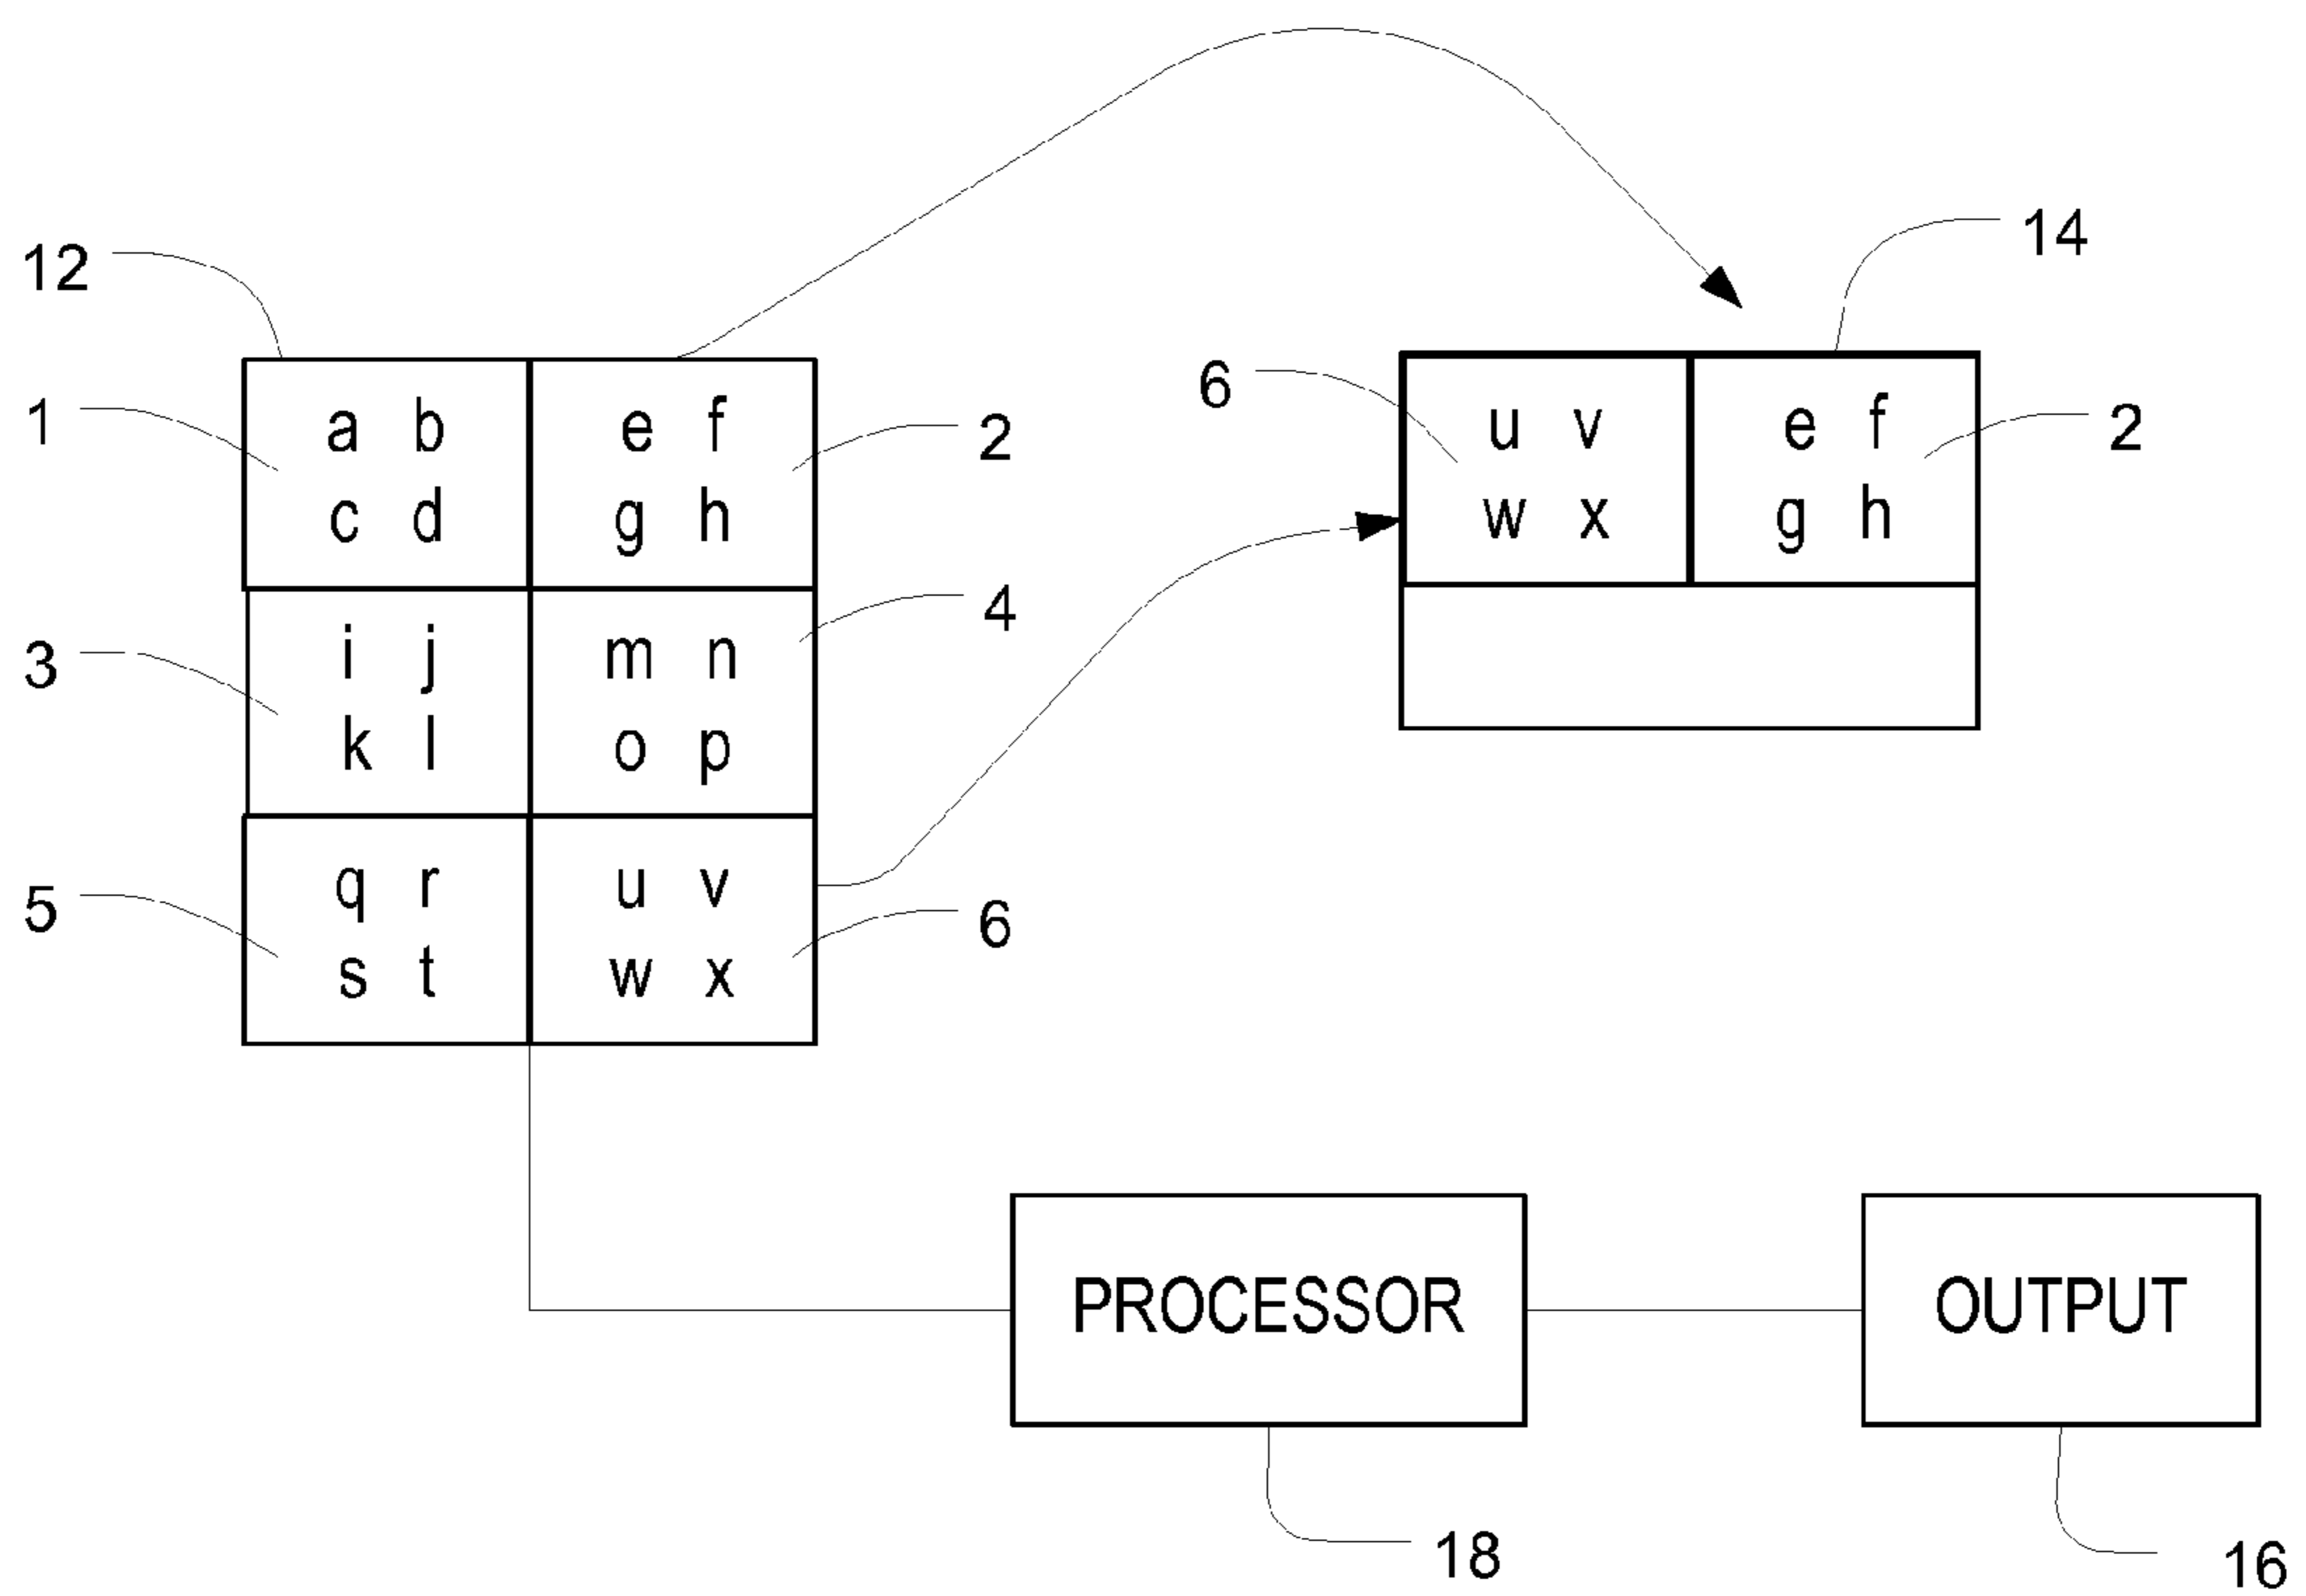 14
12
6
1
a b
e f
2
u v
e f
2
c d
g h
w x
g h
4
3
i j
m n
k l
o p
5
q r
u v
6
s t
w x
PROCESSOR
OUTPUT
18
16